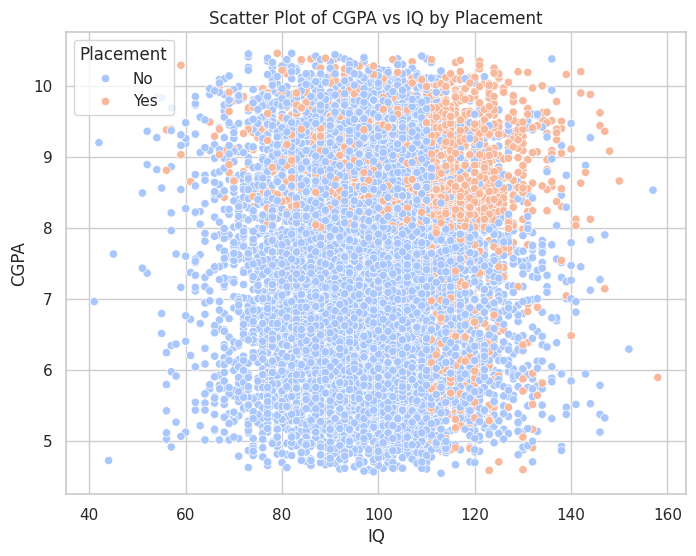 Scatter Plot of CGPA vs IQ by Placement
Placement
No
Yes
10
9
8
7
6
5
CGPA
40 60 80 100 120 140 160
IQ